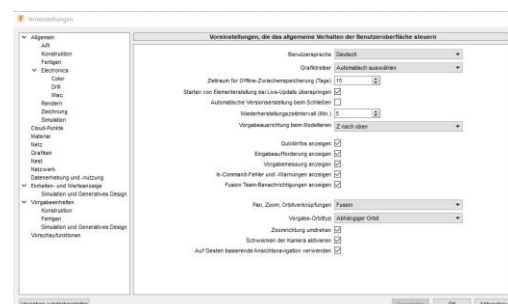 Voreinstellungen
Allgemein
API
Konstruktion
Fertigen
Electronics
Color
Drill
Misc
Rendern
Zeichnung
Simulation
Cloud-Punkte
Material
Netz
Grafiken
Nest
Netzwerk
Datenerhebung und -nutzung
Einheiten- und Werteanzeige
Simulation und Generatives Design
Vorgabeeinheiten
Konstruktion
Fertigen
Simulation und Generatives Design
Vorschaufunktionen
Voreinstellungen, die das allgemeine Verhalten der Benutzeroberfläche steuern
Benutzersprache Deutsch
Grafiktreiber Automatisch auswählen
Zeitraum für Offline-Zwischenspeicherung (Tage) 15
Starten von Elementerstellung bei Live-Update überspringen
Automatische Versionserstellung beim Schließen
Wiederherstellungszeitintervall (Min.) 5
Vorgabeausrichtung beim Modellieren Z nach oben
QuickInfos anzeigen
Eingabeaufforderung anzeigen
Vorgabemessung anzeigen
In-Command-Fehler und -Warnungen anzeigen
Fusion Team-Benachrichtigungen anzeigen
Pan, Zoom, Orbitverknüpfungen Fusion
Vorgabe-Orbittyp Abhängiger Orbit
Zoomrichtung umdrehen
Schwenken der Kamera aktivieren
Auf Gesten basierende Ansichtsnavigation verwenden
OK